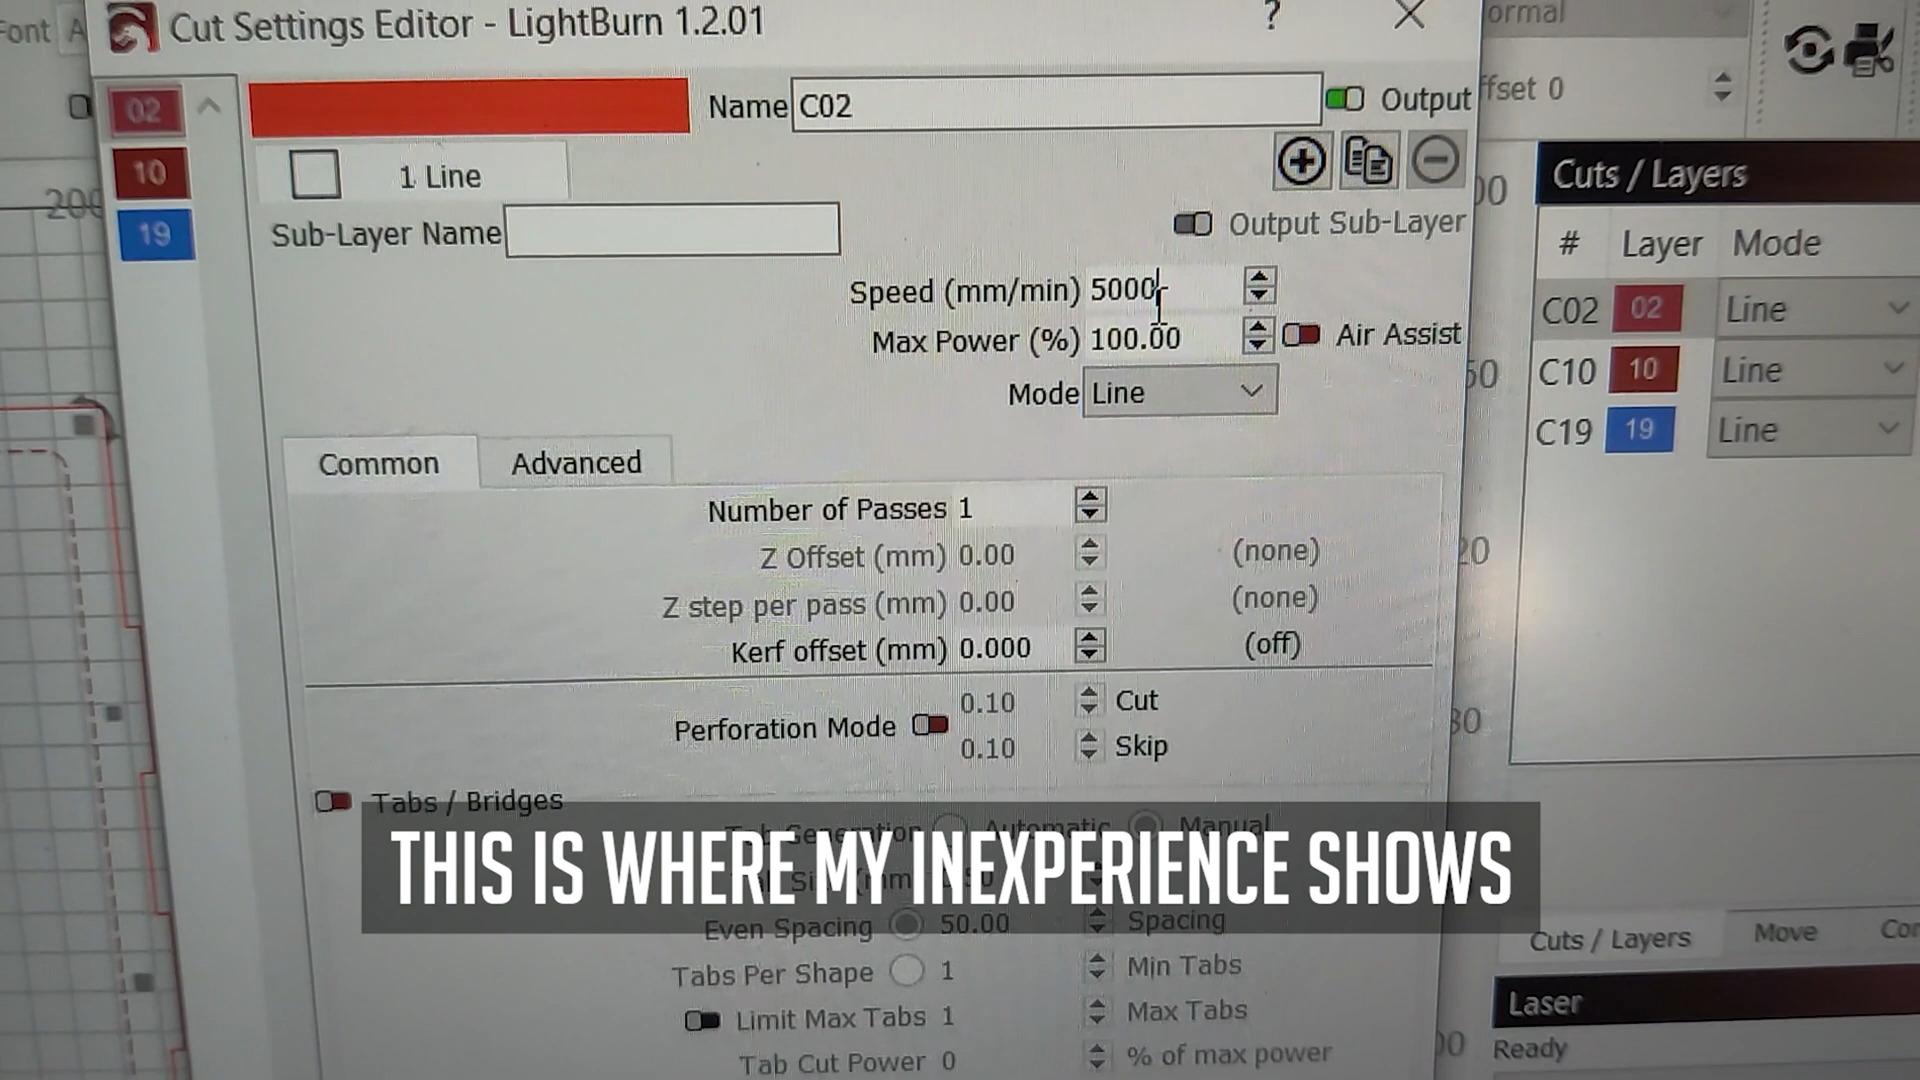 Font A
Cut Settings Editor - LightBurn 1.2.01
?
ormal
02
Name C02
Output
ffset 0
10
1 Line
Cuts / Layers
200
19
Sub-Layer Name
Output Sub-Layer
# Layer Mode
Speed (mm/min) 5000
C02 02 Line
Max Power (%) 100.00
Air Assist
C10 10 Line
Mode Line
C19 19 Line
Common
Advanced
Number of Passes 1
Z Offset (mm) 0.00 (none)
Z step per pass (mm) 0.00 (none)
Kerf offset (mm) 0.000 (off)
Perforation Mode
0.10 Cut
0.10 Skip
Tabs / Bridges
Automatic Manual
THIS IS WHERE MY INEXPERIENCE SHOWS
Even Spacing 50.00 Spacing
Cuts / Layers Move
Tabs Per Shape 1 Min Tabs
Limit Max Tabs 1 Max Tabs
Laser
Tab Cut Power 0 % of max power
Ready